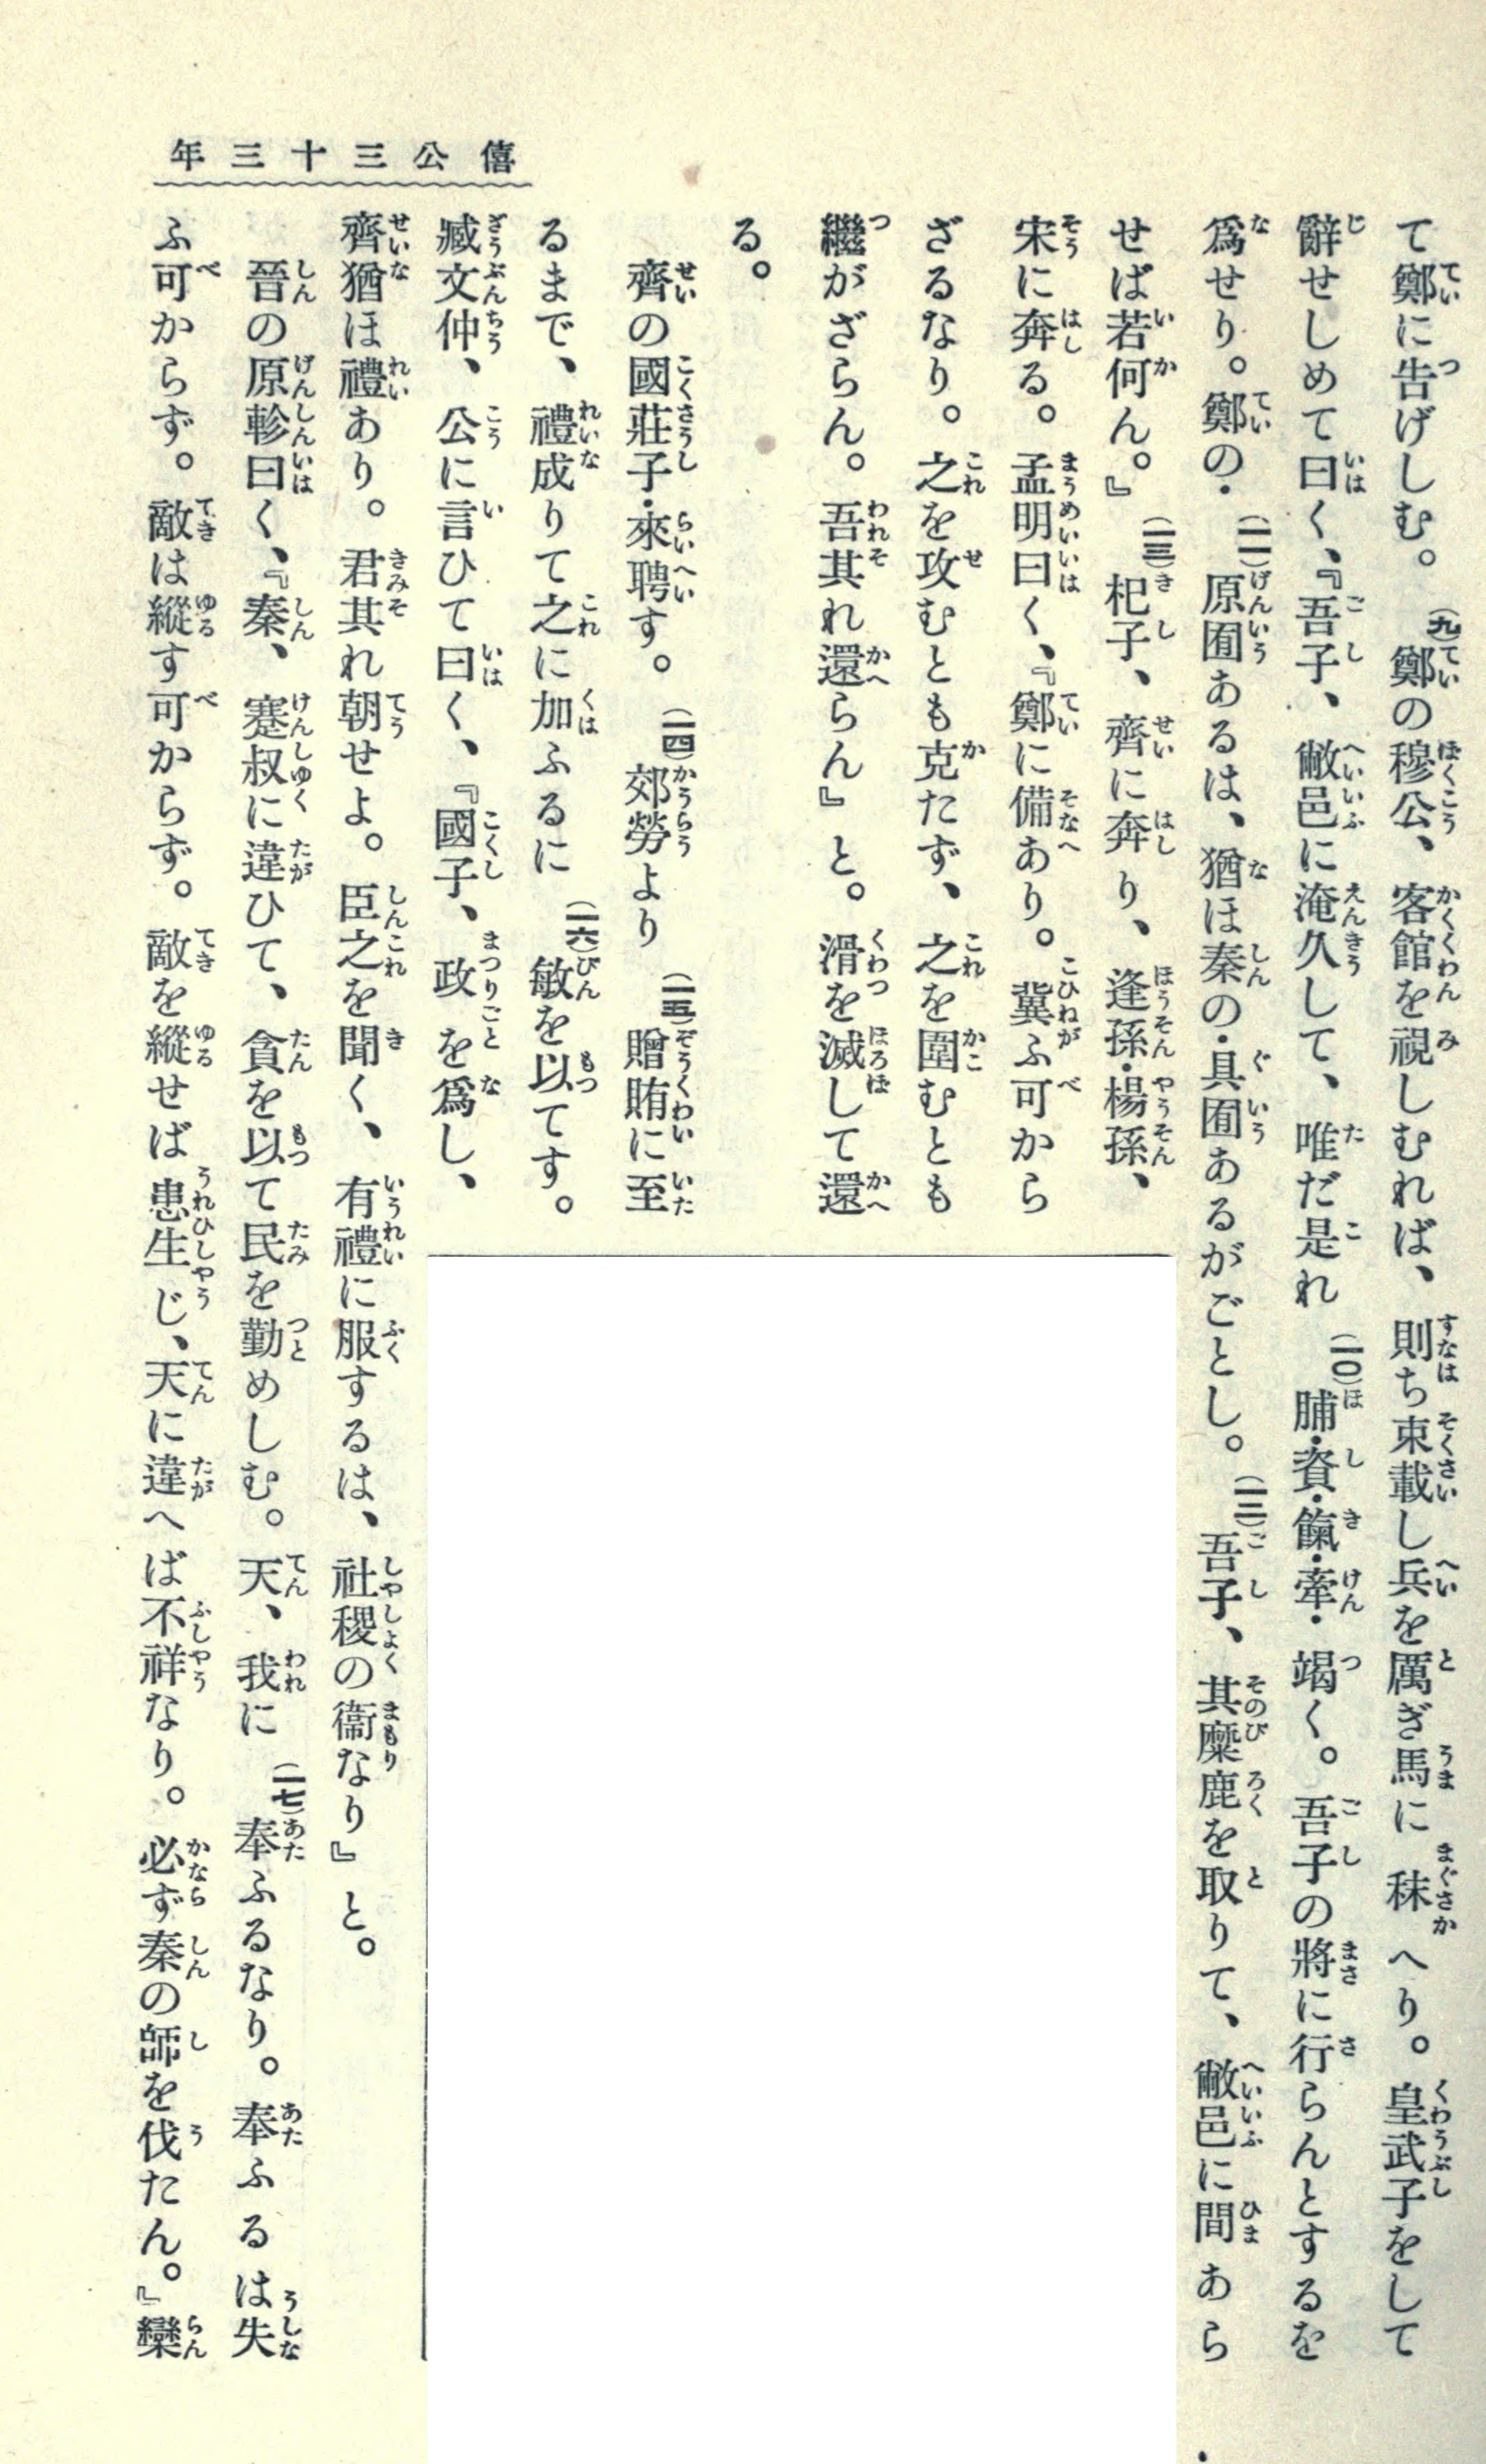 僖公三十三年
て鄭に告げしむ。(九)鄭の穆公、客館を視しむれば、則ち束載し兵を厲ぎ馬に秣へり。皇武子をして
辭せしめて曰く、『吾子、敝邑に淹久して、唯だ是れ(一〇)脯・資・餼・牽・竭く。吾子の將に行らんとするを
爲せり。鄭の・(一一)原囿あるは、猶ほ秦の・具囿あるがごとし。(一二)吾子、其麋鹿を取りて、敝邑に間あら
せば若何ん。』(一三)杞子、齊に奔り、逢孫・楊孫、
宋に奔る。孟明曰く、『鄭に備あり。冀ふ可から
ざるなり。之を攻むとも克たず、之を圍むとも
繼がざらん。吾其れ還らん』と。滑を滅して還
る。
齊の國莊子・來聘す。(一四)郊勞より(一五)贈賄に至
るまで、禮成りて之に加ふるに(一六)敏を以てす。
臧文仲、公に言ひて曰く、『國子、政を爲し、
齊猶ほ禮あり。君其れ朝せよ。臣之を聞く、有禮に服するは、社稷の衞なり』と。
晉の原軫曰く、『秦、蹇叔に違ひて、貪を以て民を勤めしむ。天、我に(一七)奉ふるなり。奉ふるは失
ふ可からず。敵は縱す可からず。敵を縱せば患生じ、天に違へば不祥なり。必ず秦の師を伐たん。』欒